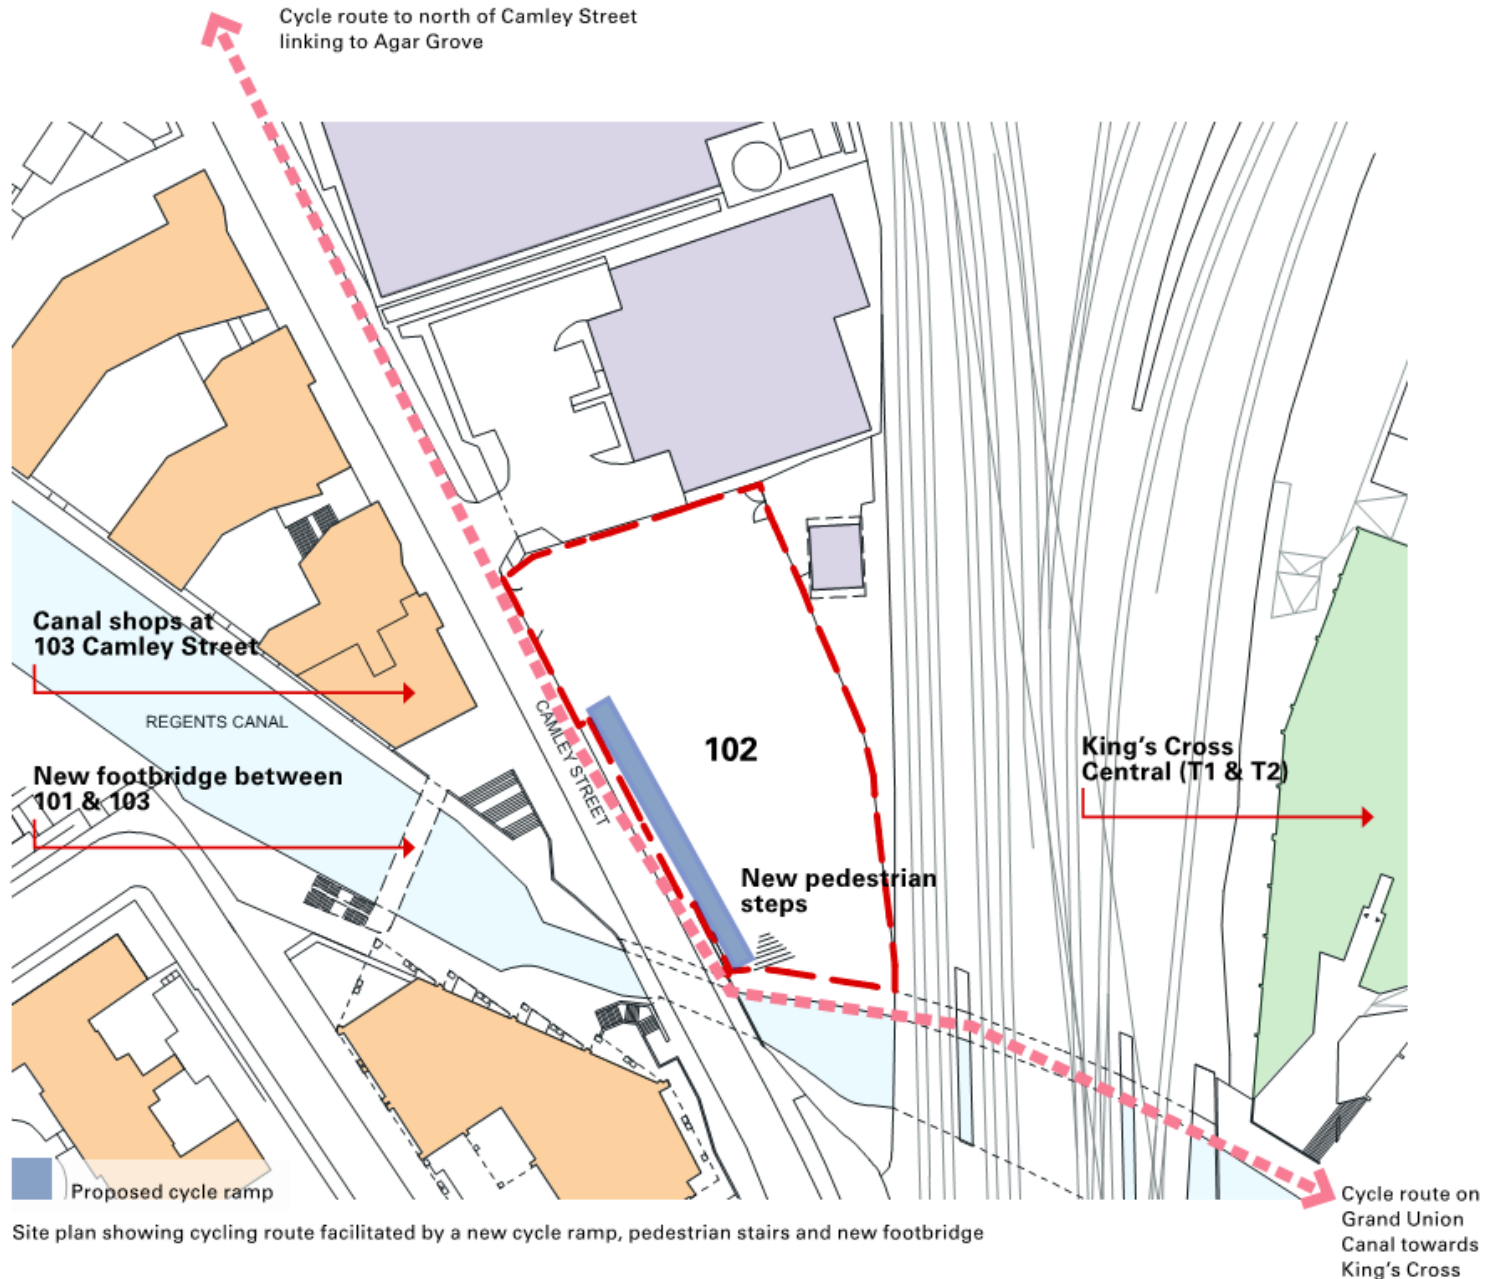 Cycle route to north of Camley Street
linking to Agar Grove
Canal shops at
103 Camley Street
REGENTS CANAL
New footbridge between
101 & 103
CAMLEY STREET
102
King's Cross
Central (T1 & T2)
New pedestrian
steps
Proposed cycle ramp
Cycle route on
Grand Union
Canal towards
King's Cross
Site plan showing cycling route facilitated by a new cycle ramp, pedestrian stairs and new footbridge